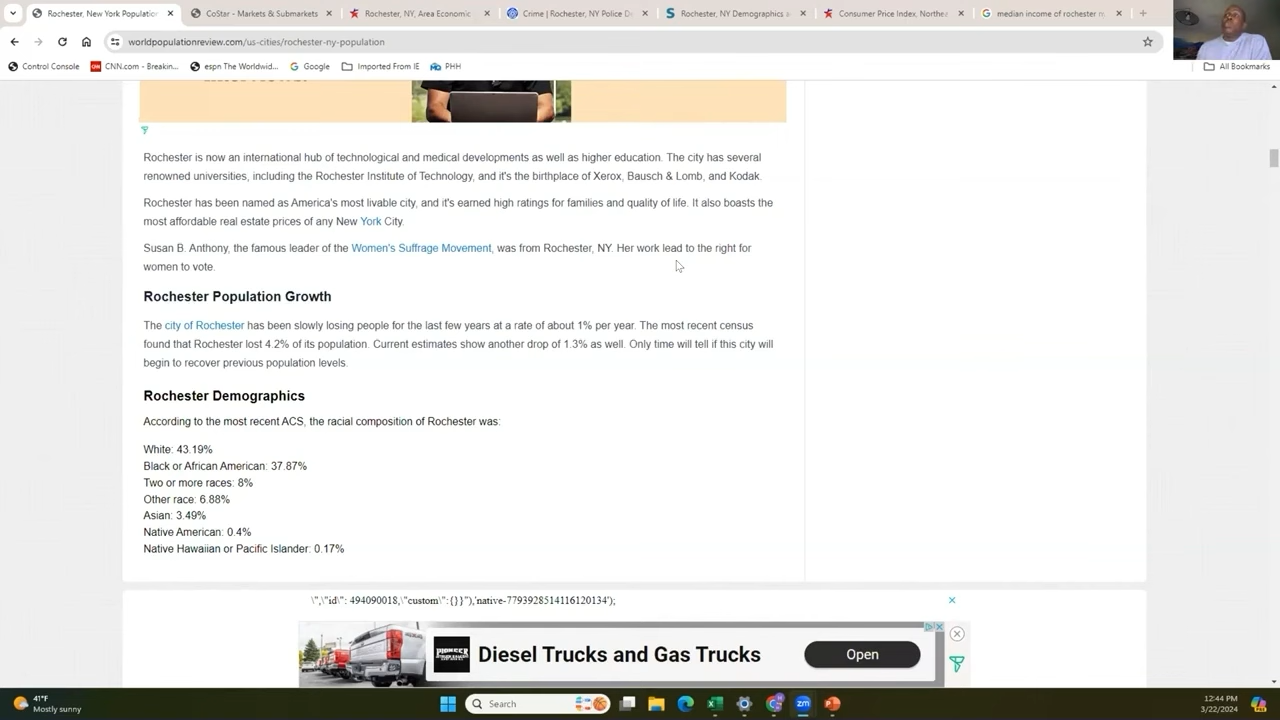 Rochester, New York Populatio
CoStar - Markets & Submarkets
Rochester, NY, Area Economic
Crime | Rochester, NY Police D
Rochester, NY Demographics a
Consumer Price Index, Northe
median income of rochester n
worldpopulationreview.com/us-cities/rochester-ny-population
Control Console
CNN.com - Breakin...
espn The Worldwid...
Google
Imported From IE
PHH
All Bookmarks
Rochester is now an international hub of technological and medical developments as well as higher education. The city has several
renowned universities, including the Rochester Institute of Technology, and it's the birthplace of Xerox, Bausch & Lomb, and Kodak.
Rochester has been named as America's most livable city, and it's earned high ratings for families and quality of life. It also boasts the
most affordable real estate prices of any New York City.
Susan B. Anthony, the famous leader of the Women's Suffrage Movement, was from Rochester, NY. Her work lead to the right for
women to vote.
Rochester Population Growth
The city of Rochester has been slowly losing people for the last few years at a rate of about 1% per year. The most recent census
found that Rochester lost 4.2% of its population. Current estimates show another drop of 1.3% as well. Only time will tell if this city will
begin to recover previous population levels.
Rochester Demographics
According to the most recent ACS, the racial composition of Rochester was:
White: 43.19%
Black or African American: 37.87%
Two or more races: 8%
Other race: 6.88%
Asian: 3.49%
Native American: 0.4%
Native Hawaiian or Pacific Islander: 0.17%
\",\"id\": 494090018,\"custom\":{}}"),'native-7793928514116120134');
PIONEER
Diesel Trucks and Gas Trucks
Open
41°F
Mostly sunny
Search
zm
12:44 PM
3/22/2024